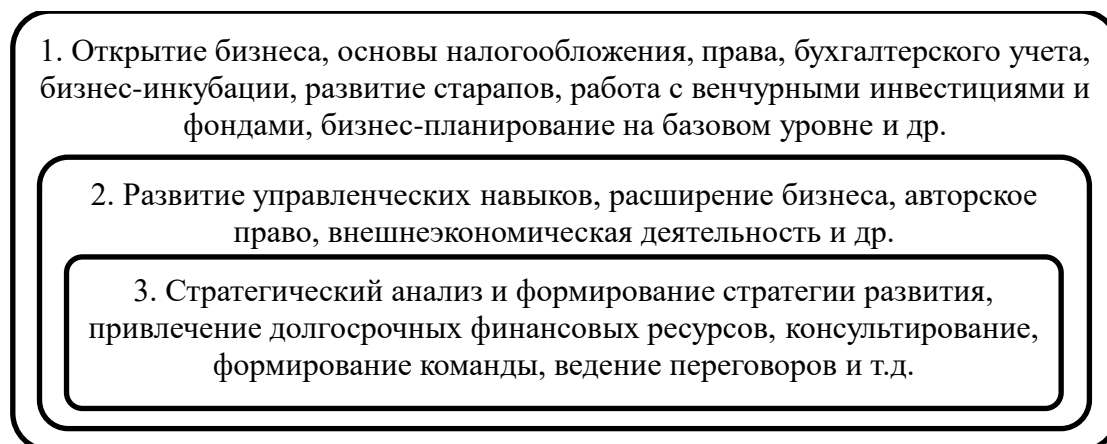 1. Открытие бизнеса, основы налогообложения, права, бухгалтерского учета,
бизнес-инкубации, развитие старапов, работа с венчурными инвестициями и
фондами, бизнес-планирование на базовом уровне и др.
2. Развитие управленческих навыков, расширение бизнеса, авторское
право, внешнеэкономическая деятельность и др.
3. Стратегический анализ и формирование стратегии развития,
привлечение долгосрочных финансовых ресурсов, консультирование,
формирование команды, ведение переговоров и т.д.